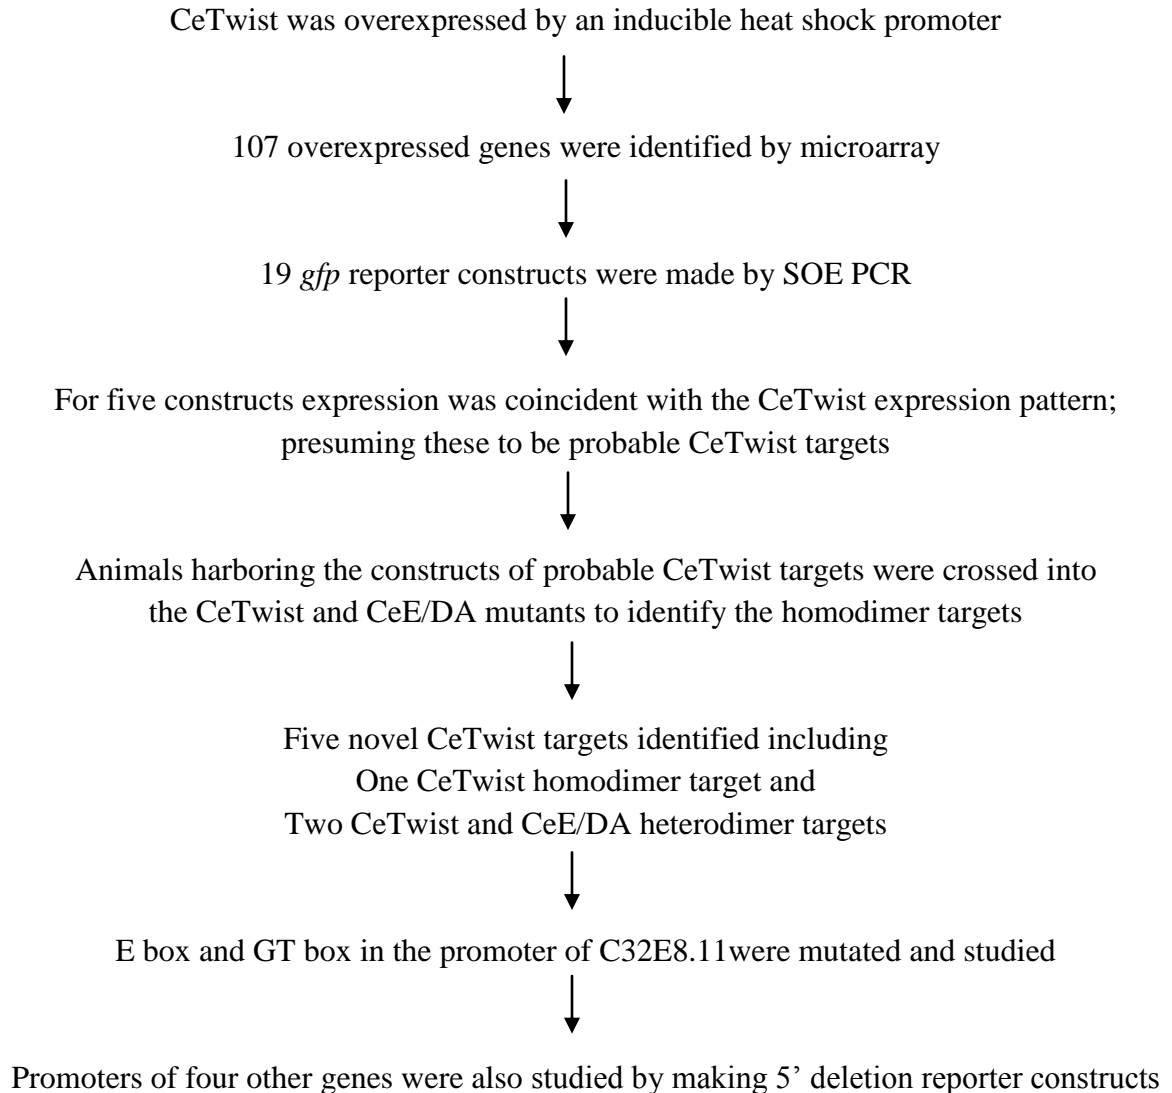 CeTwist was overexpressed by an inducible heat shock promoter
107 overexpressed genes were identified by microarray
19 gfp reporter constructs were made by SOE PCR
For five constructs expression was coincident with the CeTwist expression pattern;
presuming these to be probable CeTwist targets
Animals harboring the constructs of probable CeTwist targets were crossed into
the CeTwist and CeE/DA mutants to identify the homodimer targets
Five novel CeTwist targets identified including
One CeTwist homodimer target and
Two CeTwist and CeE/DA heterodimer targets
E box and GT box in the promoter of C32E8.11were mutated and studied
Promoters of four other genes were also studied by making 5’ deletion reporter constructs